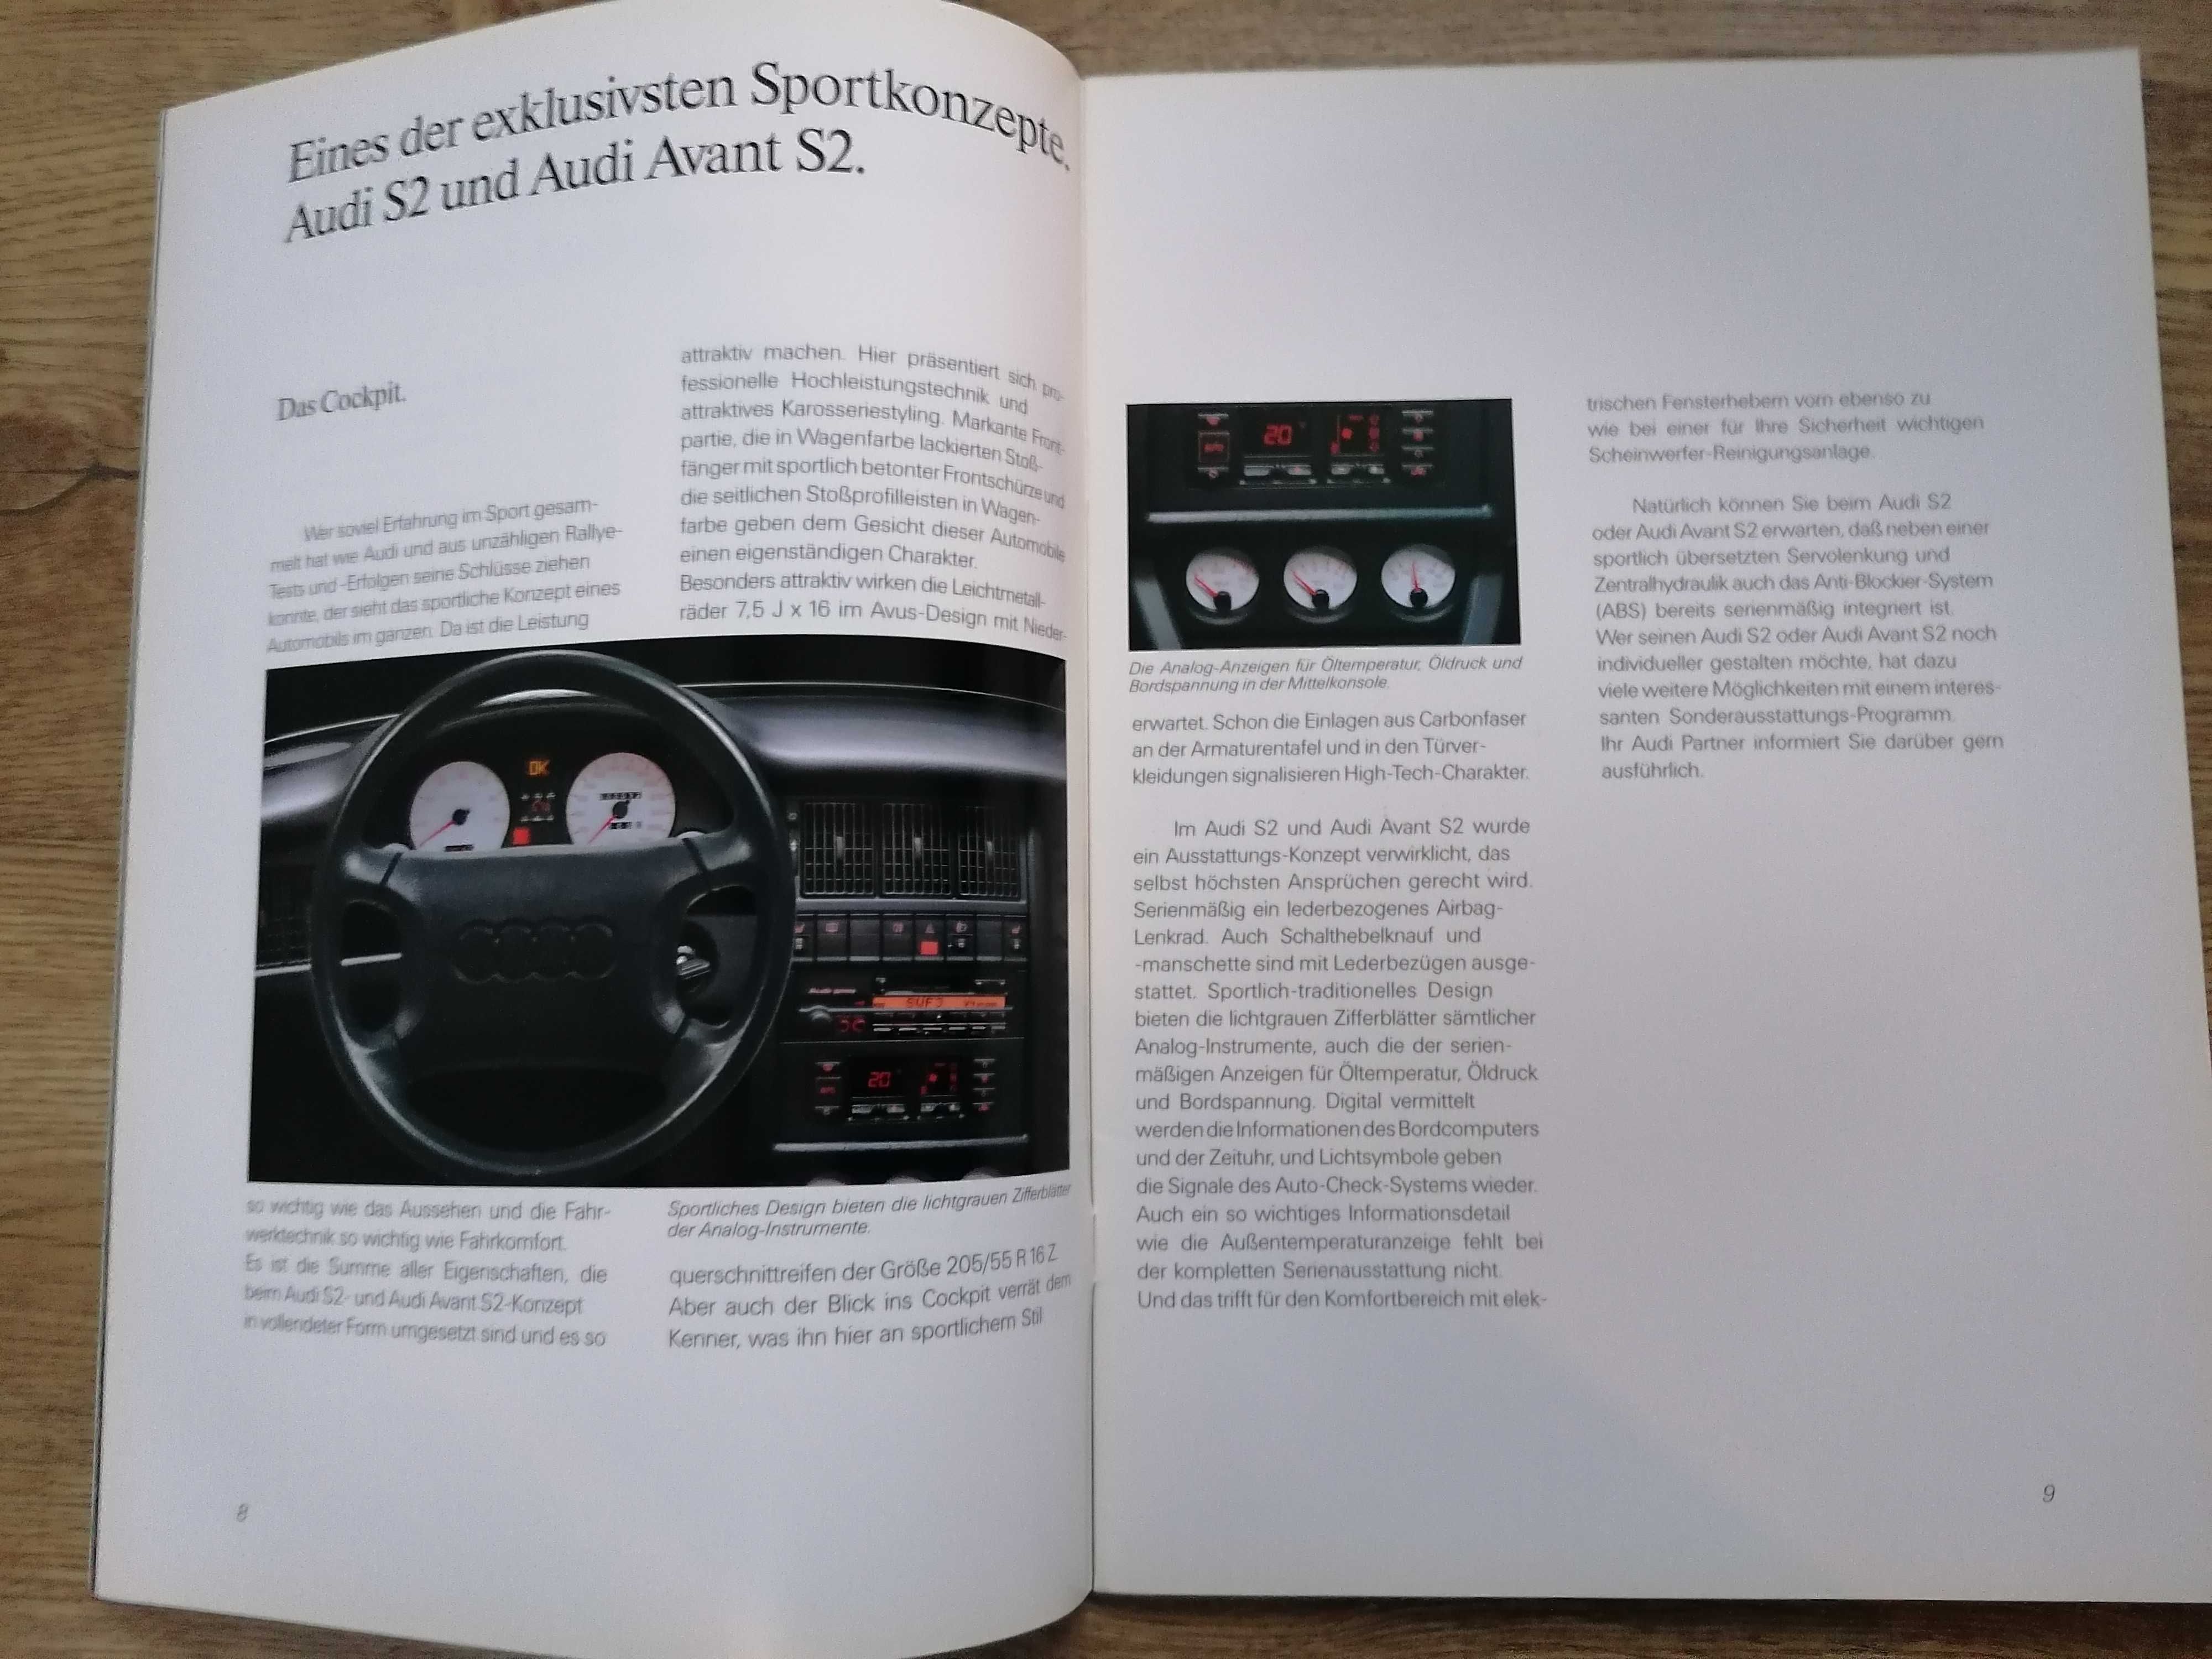 Eines der exklusivsten Sportkonzepte.
Audi S2 und Audi Avant S2.
Das Cockpit.
Wer soviel Erfahrung im Sport gesam-
melt hat wie Audi und aus unzähligen Rallye-
Tests und -Erfolgen seine Schlüsse ziehen
konnte, der sieht das sportliche Konzept eines
Automobils im ganzen. Da ist die Leistung
so wichtig wie das Aussehen und die Fahr-
werktechnik so wichtig wie Fahrkomfort.
Es ist die Summe aller Eigenschaften, die
beim Audi S2- und Audi Avant S2-Konzept
in vollendeter Form umgesetzt sind und es so
attraktiv machen. Hier präsentiert sich pro-
fessionelle Hochleistungstechnik und
attraktives Karosseriestyling. Markante Front-
partie, die in Wagenfarbe lackierten Stoß-
fänger mit sportlich betonter Frontschürze und
die seitlichen Stoßprofilleisten in Wagen-
farbe geben dem Gesicht dieser Automobile
einen eigenständigen Charakter.
Besonders attraktiv wirken die Leichtmetall-
räder 7,5 J x 16 im Avus-Design mit Nieder-
OK
20
Sportliches Design bieten die lichtgrauen Zifferblätter
der Analog-Instrumente.
querschnittreifen der Größe 205/55 R 16 Z
Aber auch der Blick ins Cockpit verrät dem
Kenner, was ihn hier an sportlichem Stil
8
20
Die Analog-Anzeigen für Öltemperatur, Öldruck und
Bordspannung in der Mittelkonsole.
erwartet. Schon die Einlagen aus Carbonfaser
an der Armaturentafel und in den Türver-
kleidungen signalisieren High-Tech-Charakter.
Im Audi S2 und Audi Avant S2 wurde
ein Ausstattungs-Konzept verwirklicht, das
selbst höchsten Ansprüchen gerecht wird.
Serienmäßig ein lederbezogenes Airbag-
Lenkrad. Auch Schalthebelknauf und
-manschette sind mit Lederbezügen ausge-
stattet. Sportlich-traditionelles Design
bieten die lichtgrauen Zifferblätter sämtlicher
Analog-Instrumente, auch die der serien-
mäßigen Anzeigen für Öltemperatur, Öldruck
und Bordspannung. Digital vermittelt
werden die Informationen des Bordcomputers
und der Zeituhr, und Lichtsymbole geben
die Signale des Auto-Check-Systems wieder.
Auch ein so wichtiges Informationsdetail
wie die Außentemperaturanzeige fehlt bei
der kompletten Serienausstattung nicht.
Und das trifft für den Komfortbereich mit elek-
trischen Fensterhebern vorn ebenso zu
wie bei einer für Ihre Sicherheit wichtigen
Scheinwerfer-Reinigungsanlage.
Natürlich können Sie beim Audi S2
oder Audi Avant S2 erwarten, daß neben einer
sportlich übersetzten Servolenkung und
Zentralhydraulik auch das Anti-Blockier-System
(ABS) bereits serienmäßig integriert ist.
Wer seinen Audi S2 oder Audi Avant S2 noch
individueller gestalten möchte, hat dazu
viele weitere Möglichkeiten mit einem interes-
santen Sonderausstattungs-Programm.
Ihr Audi Partner informiert Sie darüber gern
ausführlich.
9